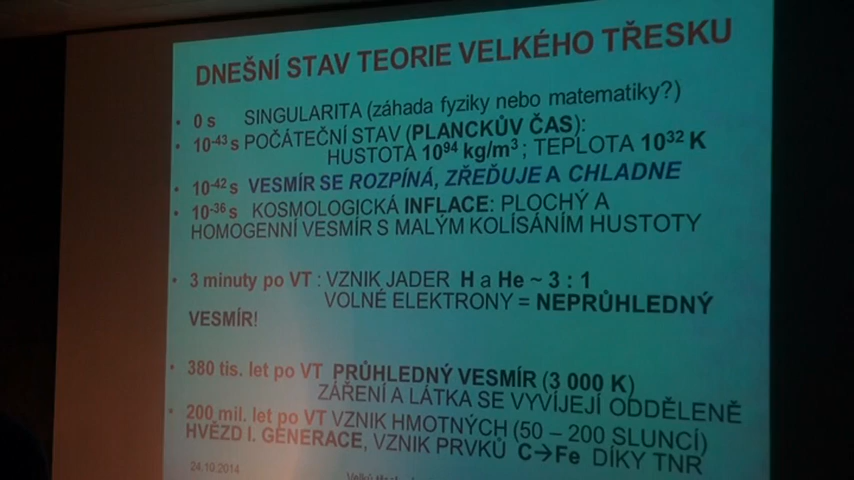 DNEŠNÍ STAV TEORIE VELKÉHO TŘESKU
• 0 s SINGULARITA (záhada fyziky nebo matematiky?)
• 10-43 s POČÁTEČNÍ STAV (PLANCKŮV ČAS):
HUSTOTA 1094 kg/m3 ; TEPLOTA 1032 K
• 10-42 s VESMÍR SE ROZPÍNÁ, ZŘEĎUJE A CHLADNE
• 10-36 s KOSMOLOGICKÁ INFLACE: PLOCHÝ A
HOMOGENNÍ VESMÍR S MALÝM KOLÍSÁNÍM HUSTOTY
• 3 minuty po VT : VZNIK JADER H a He ~ 3 : 1
VOLNÉ ELEKTRONY = NEPRŮHLEDNÝ
VESMÍR!
• 380 tis. let po VT PRŮHLEDNÝ VESMÍR (3 000 K)
ZÁŘENÍ A LÁTKA SE VYVÍJEJÍ ODDĚLENĚ
• 200 mil. let po VT VZNIK HMOTNÝCH (50 – 200 SLUNCÍ)
HVĚZD I. GENERACE, VZNIK PRVKŮ C→Fe DÍKY TNR
24.10.2014